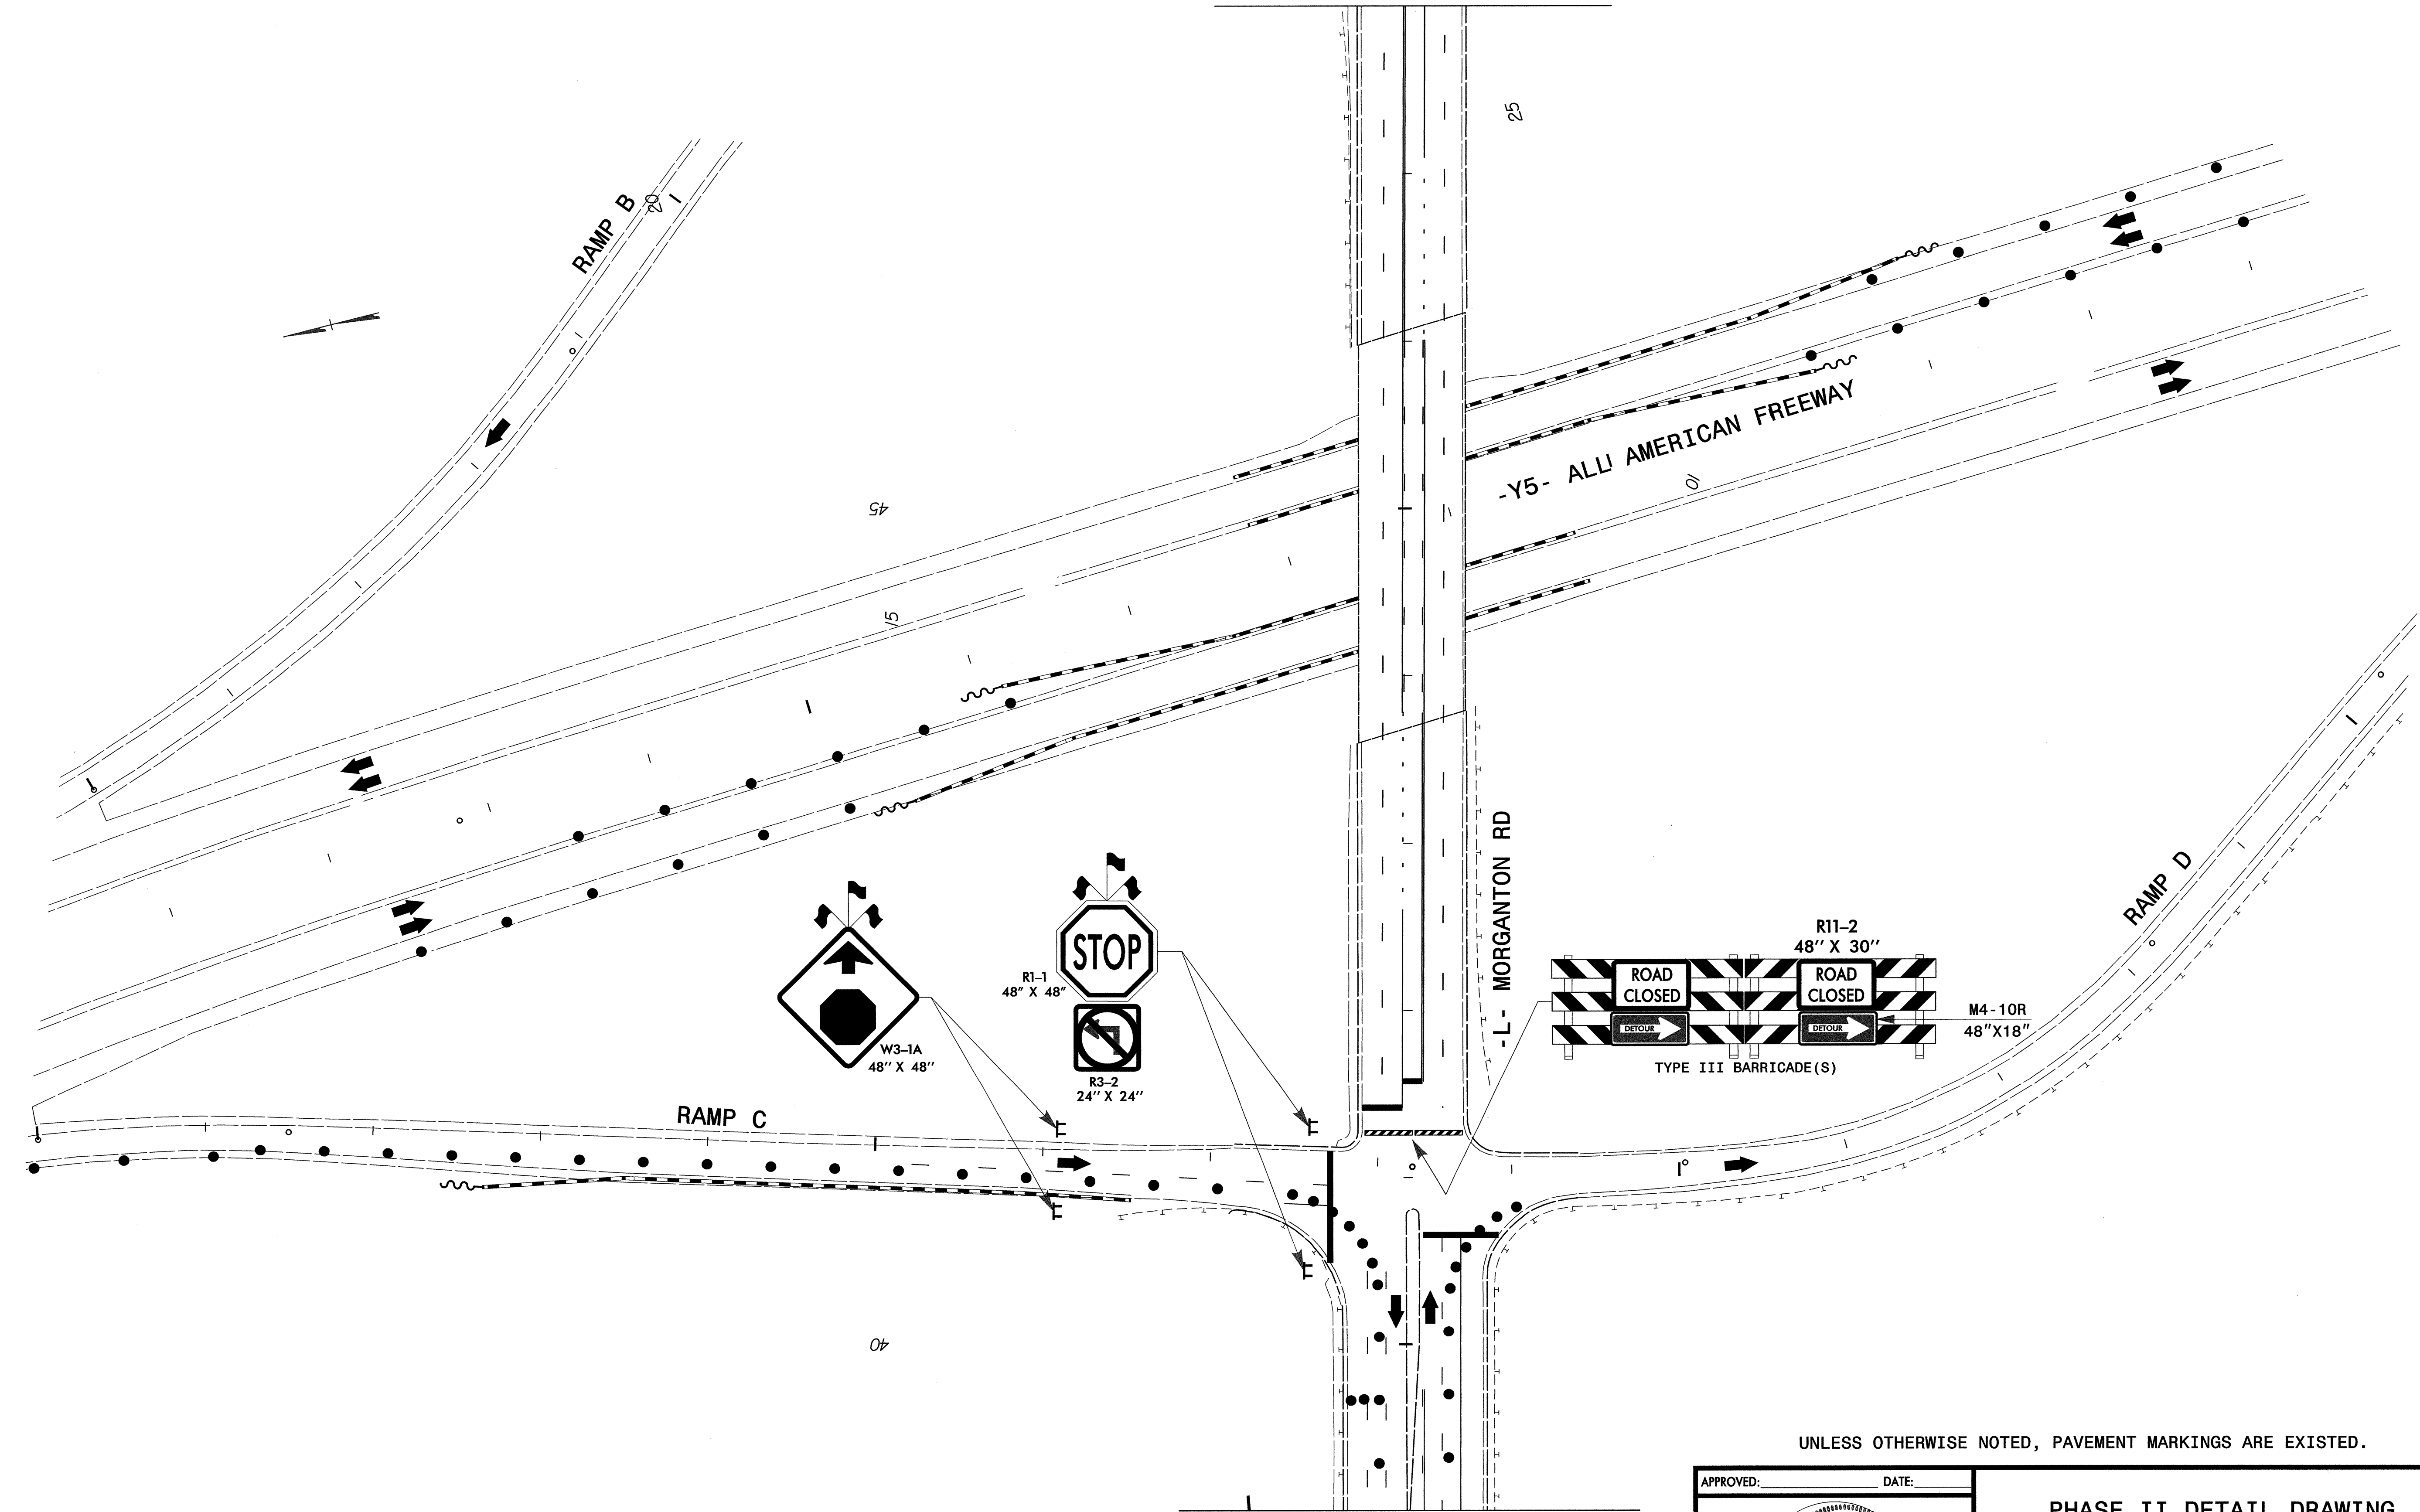 25
RAMP B
20
-Y5- ALL AMERICAN FREEWAY
10
45
15
-L- MORGANTON RD
RAMP D
STOP
R1-1
48" X 48"
R3-2
24" X 24"
W3-1A
48" X 48"
R11-2
48" X 30"
ROAD
CLOSED
ROAD
CLOSED
DETOUR
DETOUR
M4-10R
48"X18"
TYPE III BARRICADE(S)
RAMP C
40
UNLESS OTHERWISE NOTED, PAVEMENT MARKINGS ARE EXISTED.
APPROVED: DATE:
PHASE II DETAIL DRAWING